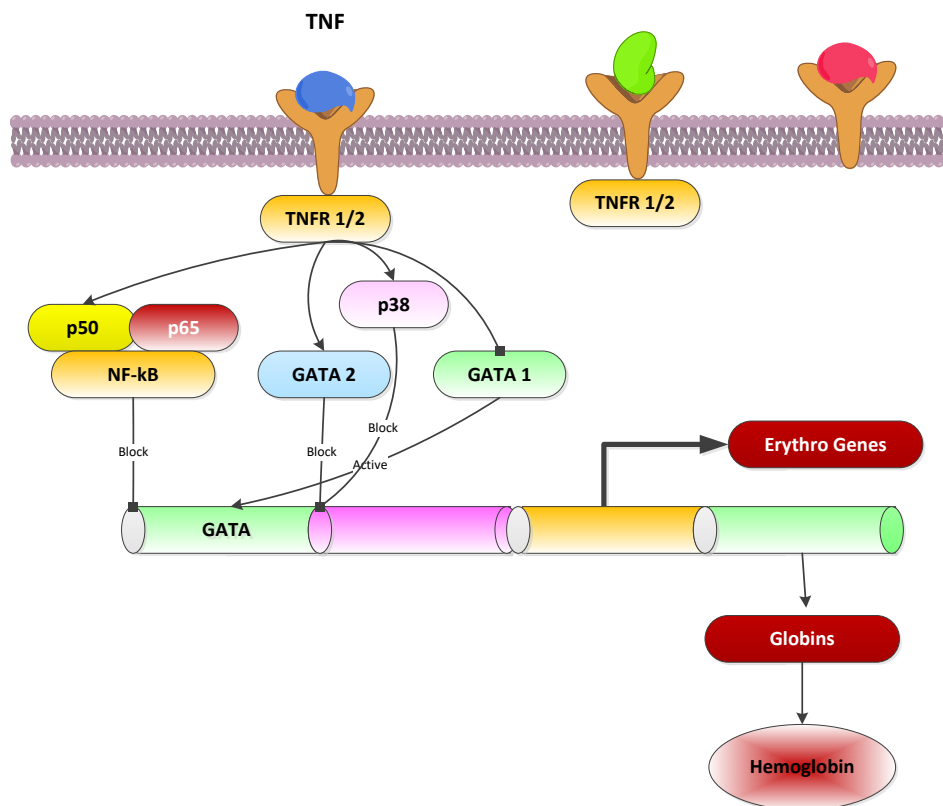 TNF
TNFR 1/2
TNFR 1/2
p38
p50
p65
NF-kB
GATA 2
GATA 1
Block
Block
Block
Active
Erythro Genes
GATA
Globins
Hemoglobin